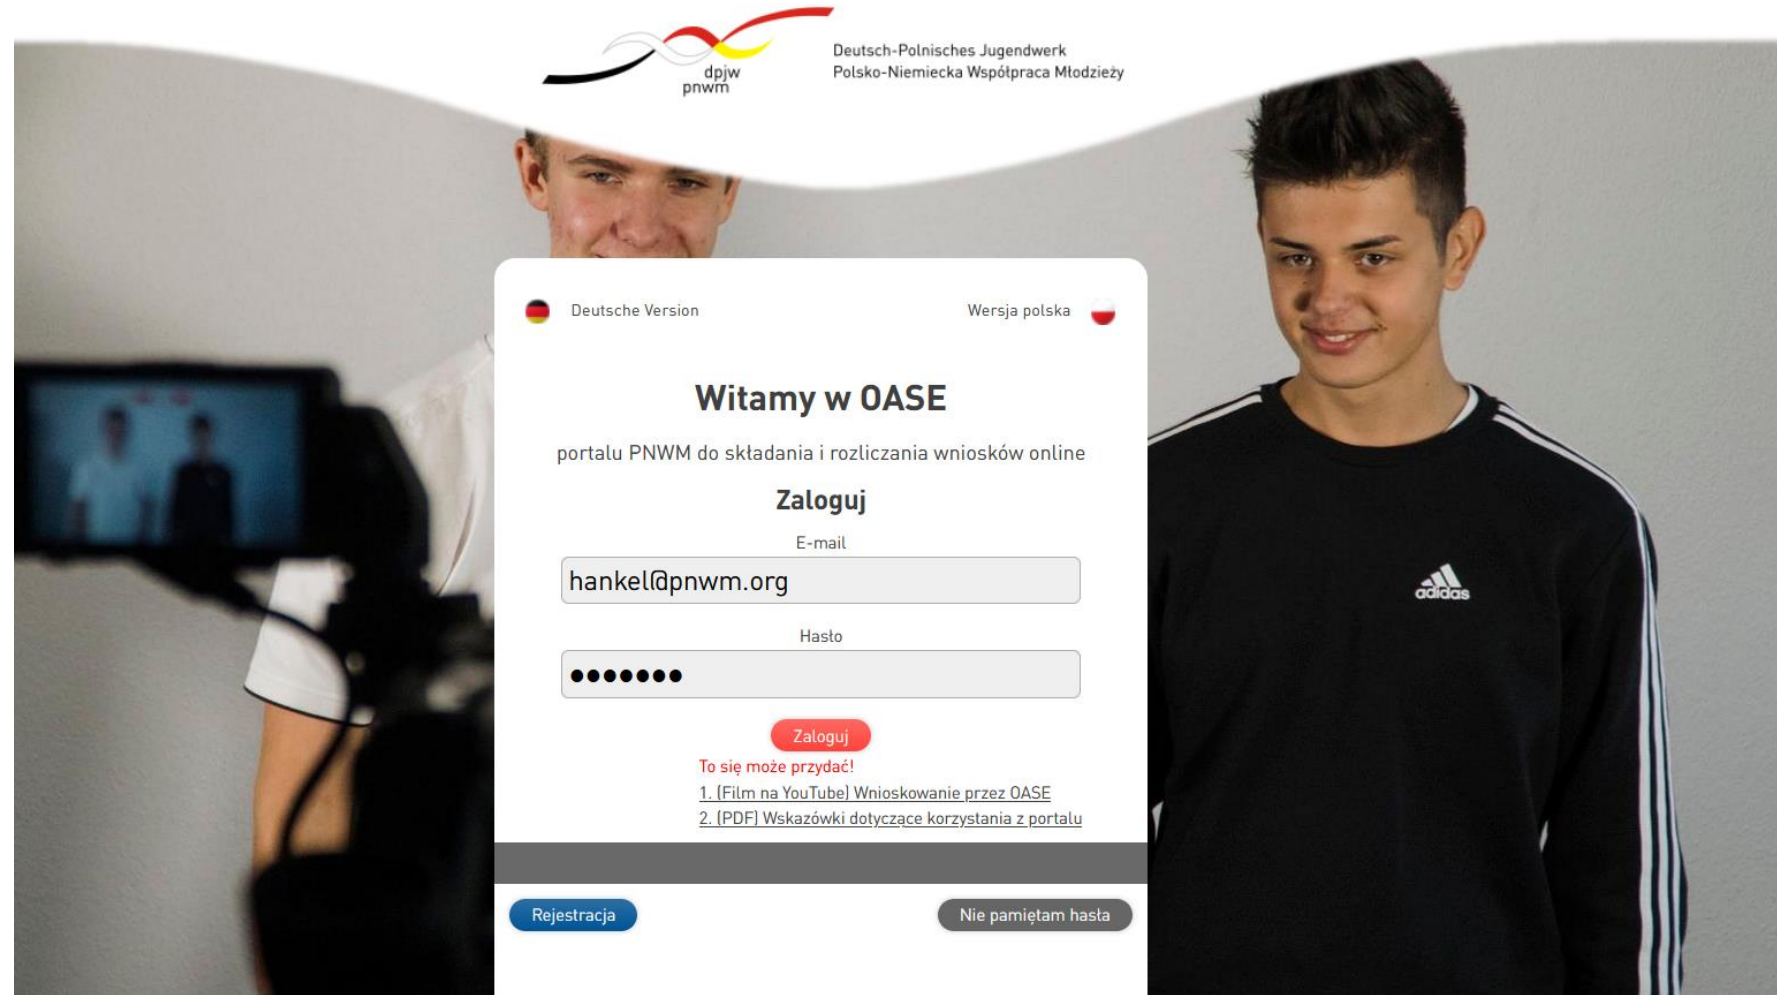 dpjw
pnwm
Deutsch-Polnisches Jugendwerk
Polsko-Niemiecka Współpraca Młodzieży
Deutsche Version
Wersja polska
Witamy w OASE
portalu PNWM do składania i rozliczania wniosków online
Zaloguj
E-mail
hankel@pnwm.org
Hasło
•••••••
Zaloguj
To się może przydać!
1. (Film na YouTube) Wnioskowanie przez OASE
2. (PDF) Wskazówki dotyczące korzystania z portalu
Rejestracja
Nie pamiętam hasła
adidas